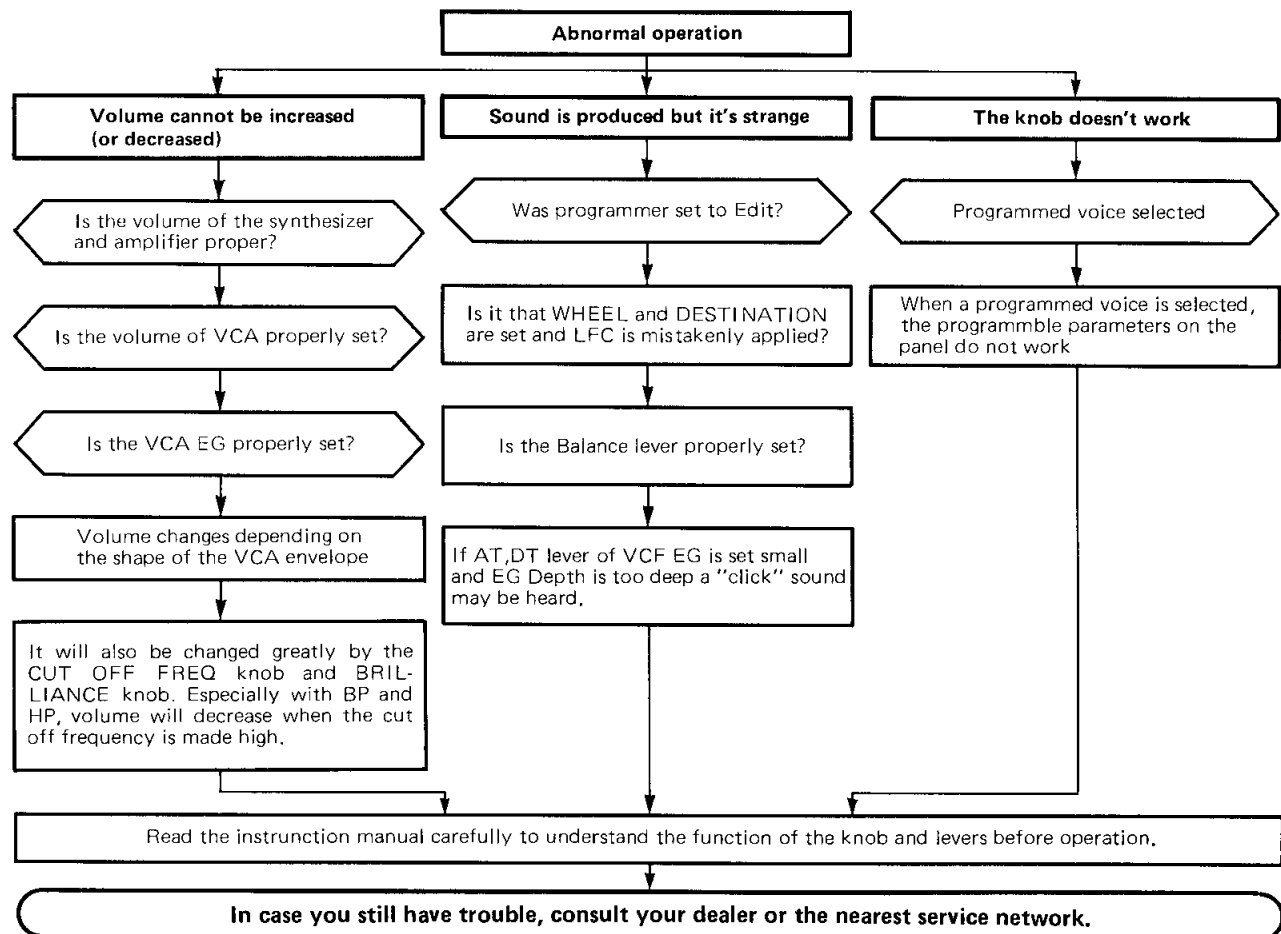 Abnormal operation
Volume cannot be increased
(or decreased)
Is the volume of the synthesizer
and amplifier proper?
Is the volume of VCA properly set?
Is the VCA EG properly set?
Volume changes depending on
the shape of the VCA envelope
It will also be changed greatly by the
CUT OFF FREQ knob and BRIL-
LIANCE knob. Especially with BP and
HP, volume will decrease when the cut
off frequency is made high.
Sound is produced but it's strange
Was programmer set to Edit?
Is it that WHEEL and DESTINATION
are set and LFC is mistakenly applied?
Is the Balance lever properly set?
If AT,DT lever of VCF EG is set small
and EG Depth is too deep a "click" sound
may be heard.
The knob doesn't work
Programmed voice selected
When a programmed voice is selected,
the programmble parameters on the
panel do not work
Read the instrunction manual carefully to understand the function of the knob and levers before operation.
In case you still have trouble, consult your dealer or the nearest service network.